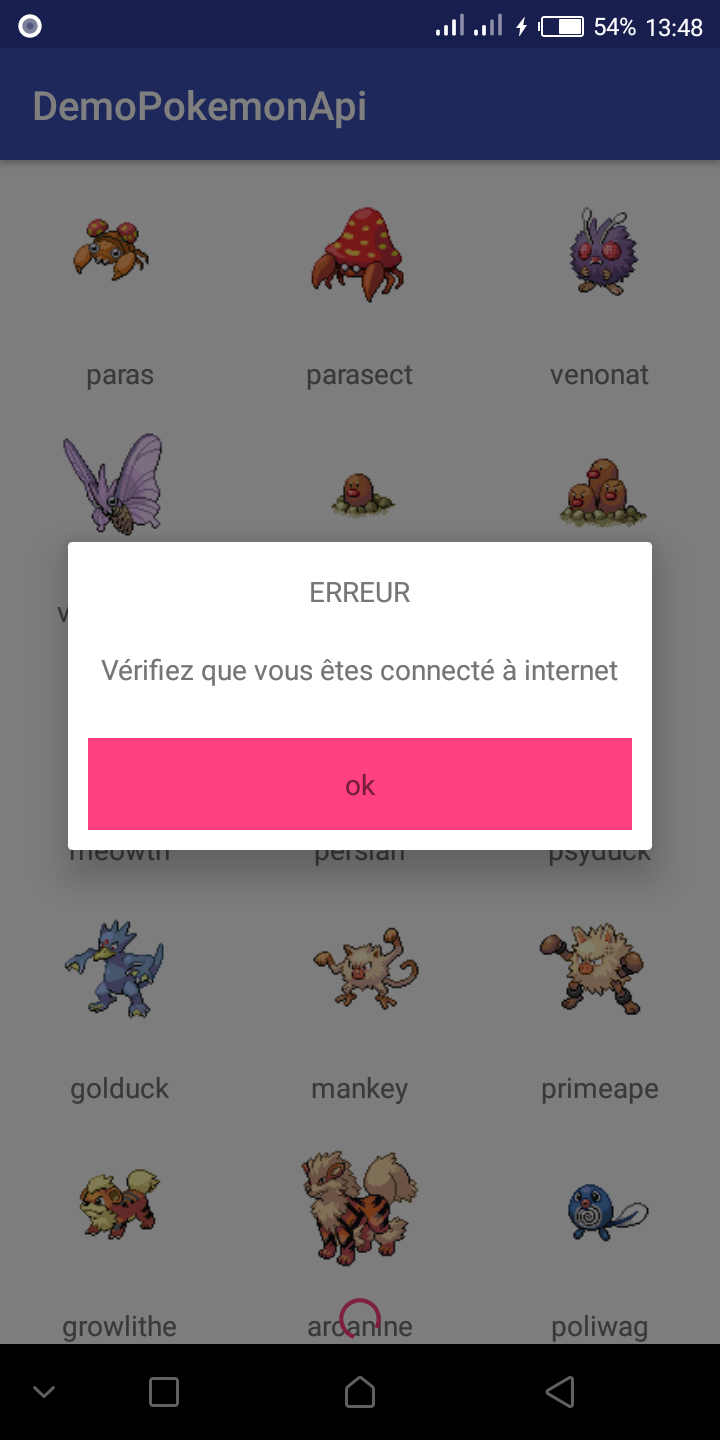 54% 13:48
DemoPokemonApi
paras parasect venonat
ERREUR
Vérifiez que vous êtes connecté à internet
ok
meowth persian psyduck
golduck mankey primeape
growlithe arcanine poliwag